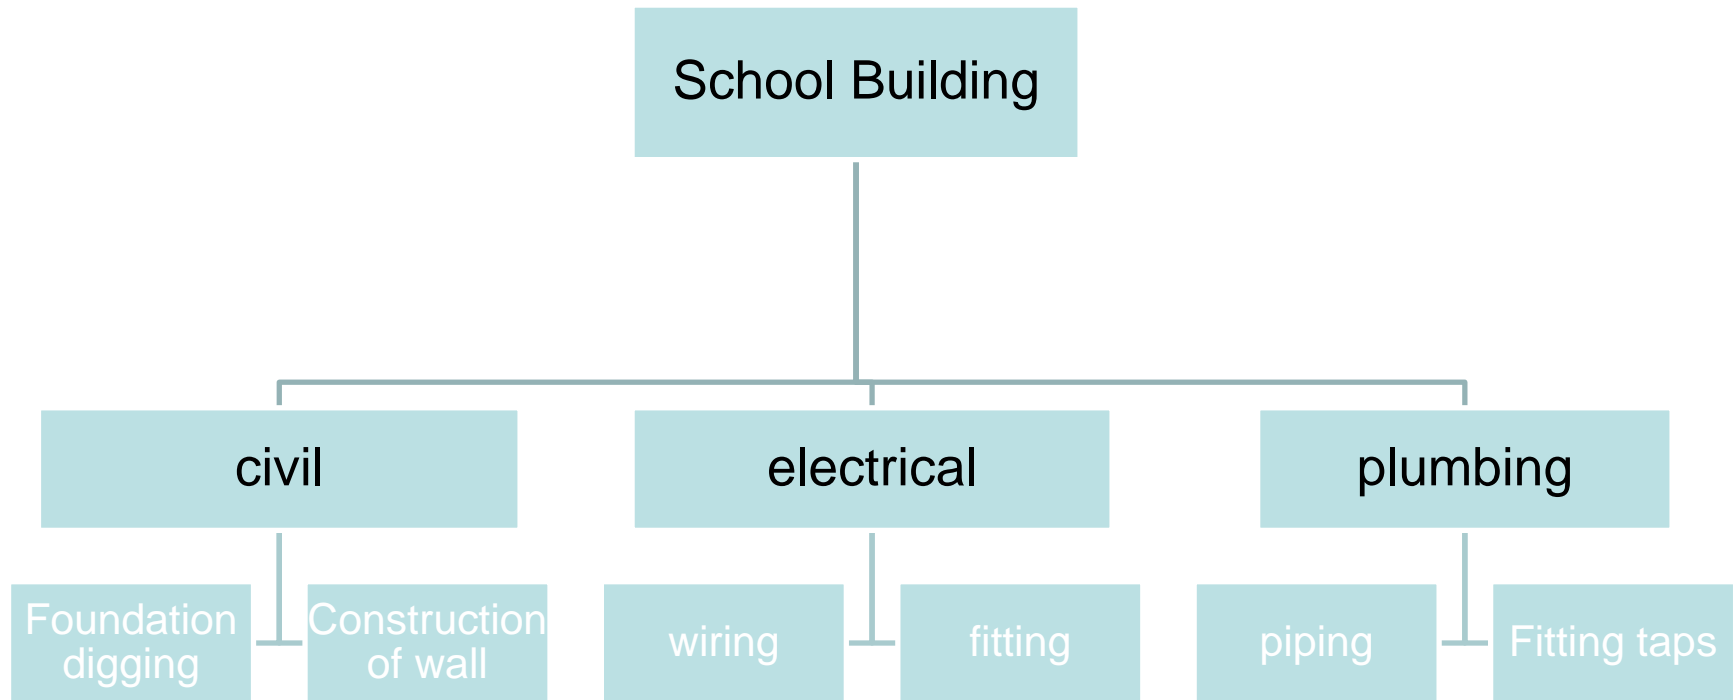 School Building
civil
electrical
plumbing
Foundation
digging
Construction
of wall
wiring
fitting
piping
Fitting taps